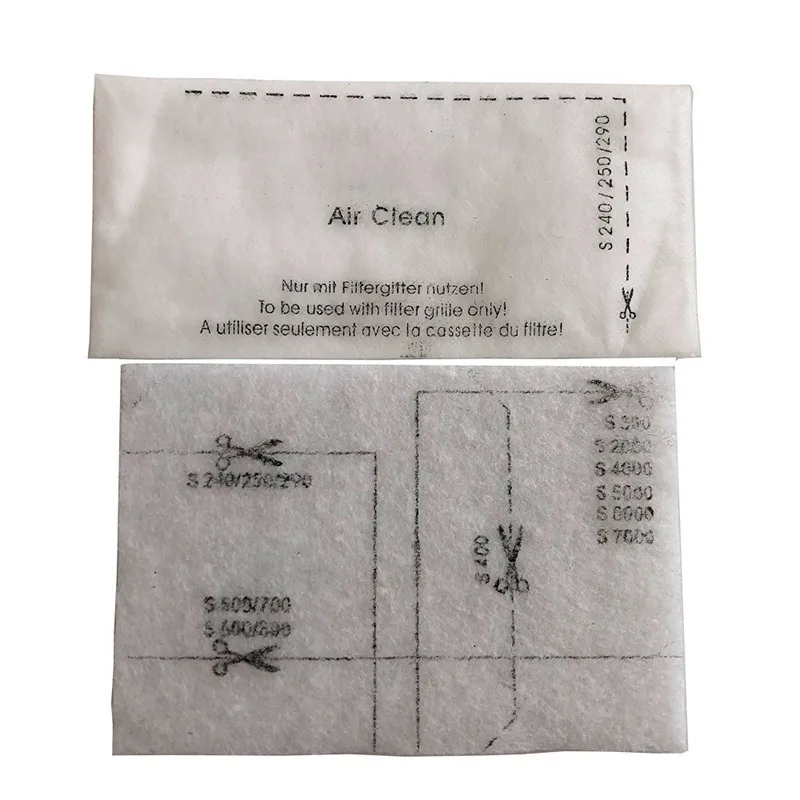 S 240/250/290
Air Clean
Nur mit Filtergitter nutzen!
To be used with filter grille only!
A utiliser seulement avec la cassette du filtre!
S 240/250/290
S 500/700
S 600/800
S 400
S 300
S 2000
S 4000
S 5000
S 6000
S 7000